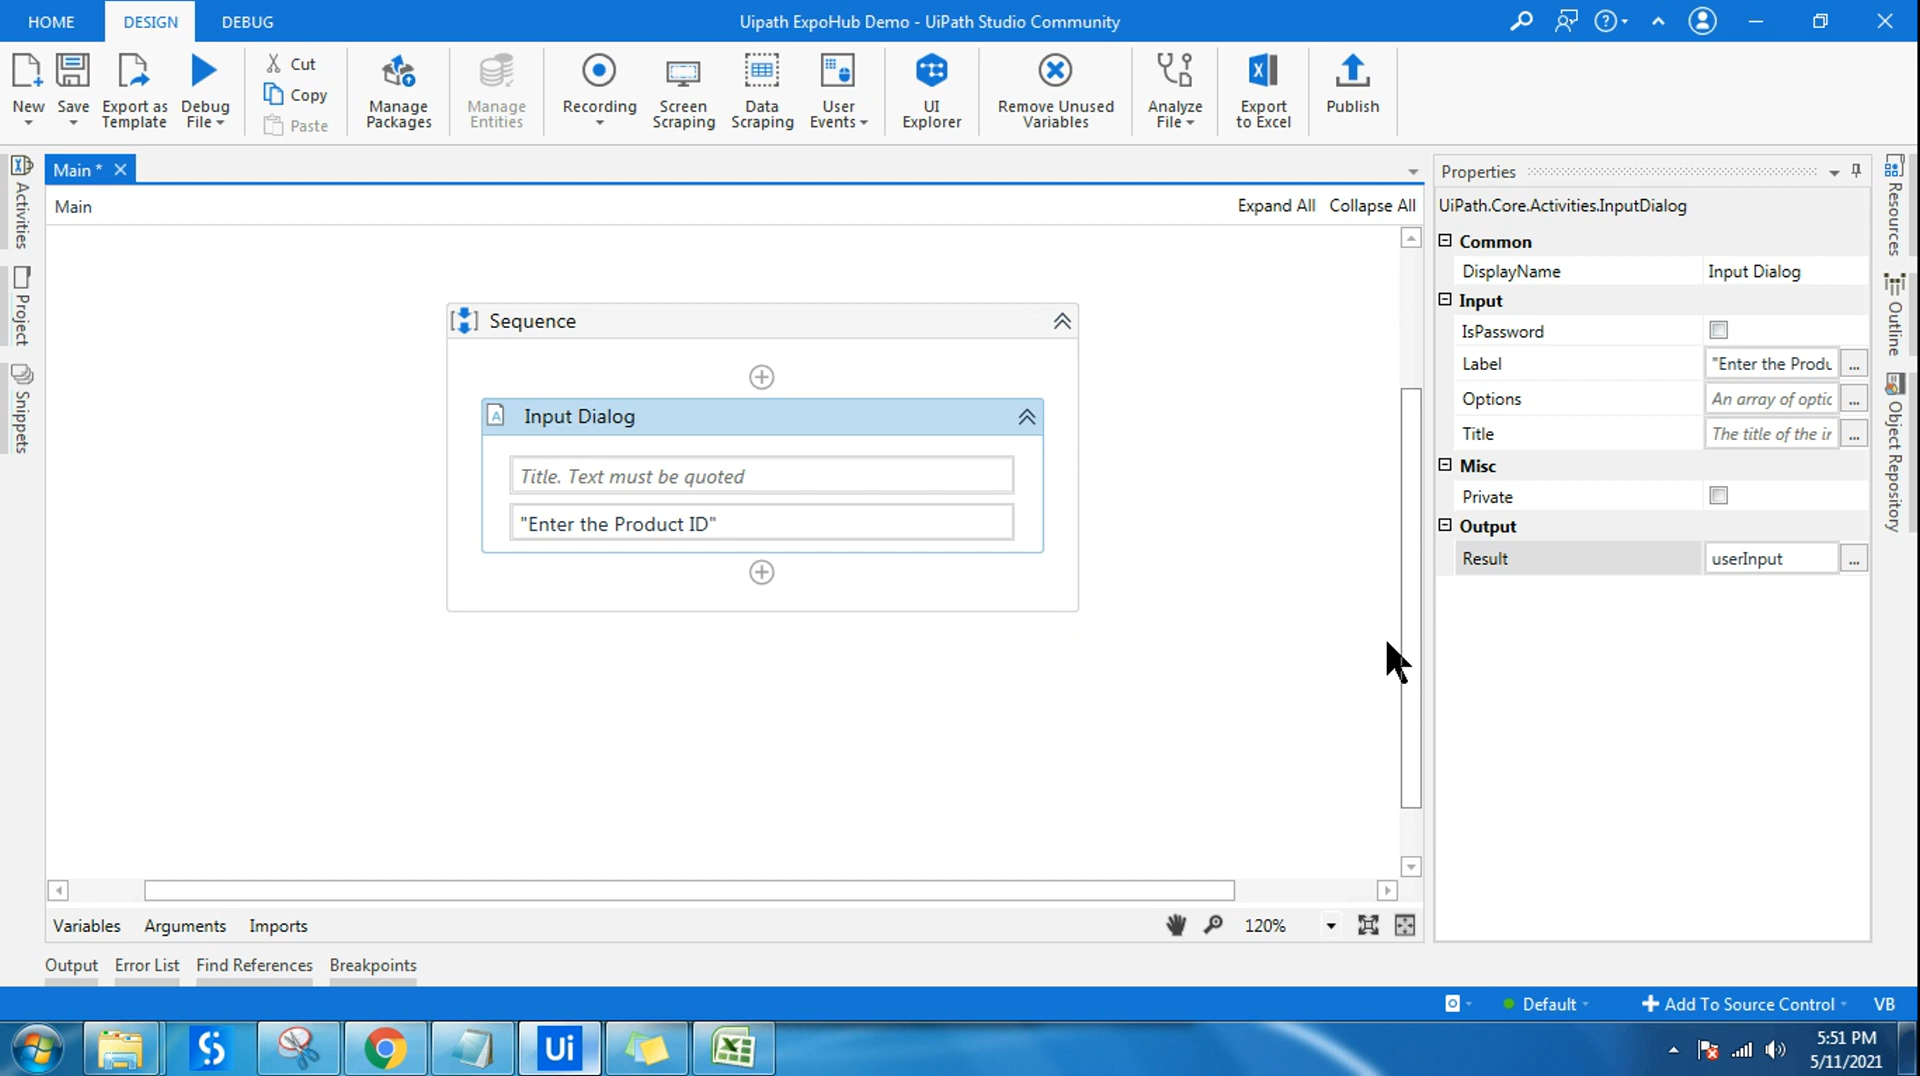 HOME DESIGN DEBUG Uipath ExpoHub Demo - UiPath Studio Community
New
Save
Export as
Template
Debug
File
Cut
Copy
Paste
Manage
Packages
Manage
Entities
Recording
Screen
Scraping
Data
Scraping
User
Events
UI
Explorer
Remove Unused
Variables
Analyze
File
Export
to Excel
Publish
Activities
Project
Snippets
Main *
Main Expand All Collapse All
Sequence
Input Dialog
Title. Text must be quoted
"Enter the Product ID"
Properties
UiPath.Core.Activities.InputDialog
Common
DisplayName Input Dialog
Input
IsPassword
Label "Enter the Produ ...
Options An array of optic ...
Title The title of the ir ...
Misc
Private
Output
Result userInput ...
Resources
Outline
Object Repository
Variables Arguments Imports 120%
Output Error List Find References Breakpoints
Default Add To Source Control VB
Ui
5:51 PM
5/11/2021